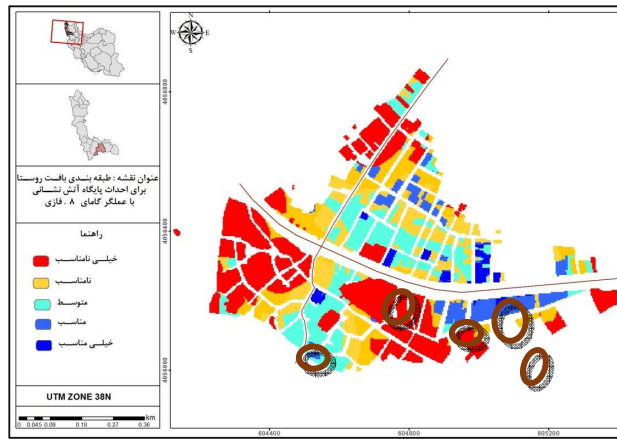 N
W
E
S
عنوان نقشه : طبقه بندی بافت روستا
برای احداث پایگاه آتش نشانی
با عملگر گامای ۸ . فازی
راهنما
خیلی نامناسب
نامناسب
متوسط
مناسب
خیلی مناسب
UTM ZONE 38N
km
0 0.045 0.09 0.18 0.27 0.36
4056800
4056400
4056000
604400
604800
605200